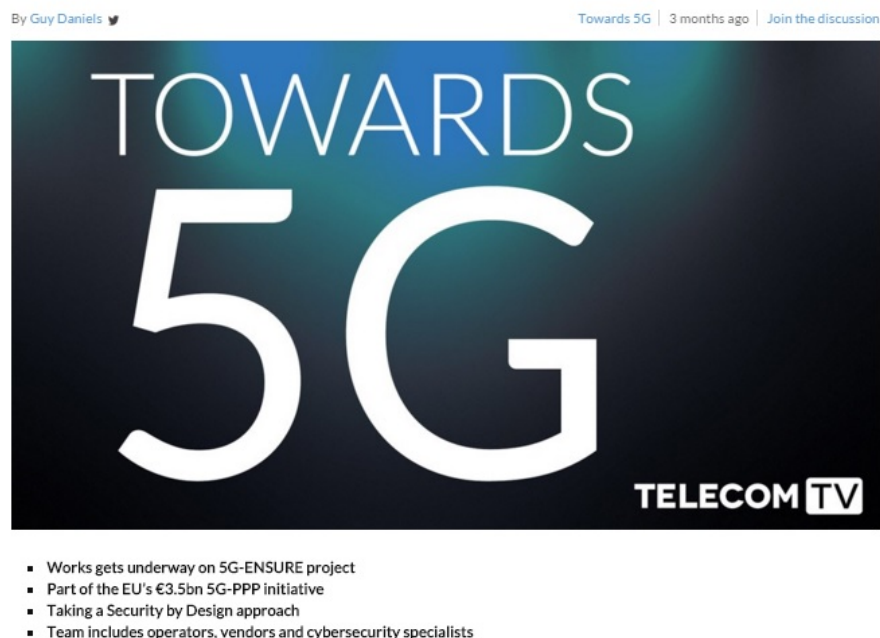 By Guy Daniels
Towards 5G | 3 months ago | Join the discussion
TOWARDS
5G
TELECOM TV
▪ Works gets underway on 5G-ENSURE project
▪ Part of the EU's €3.5bn 5G-PPP initiative
▪ Taking a Security by Design approach
▪ Team includes operators, vendors and cybersecurity specialists